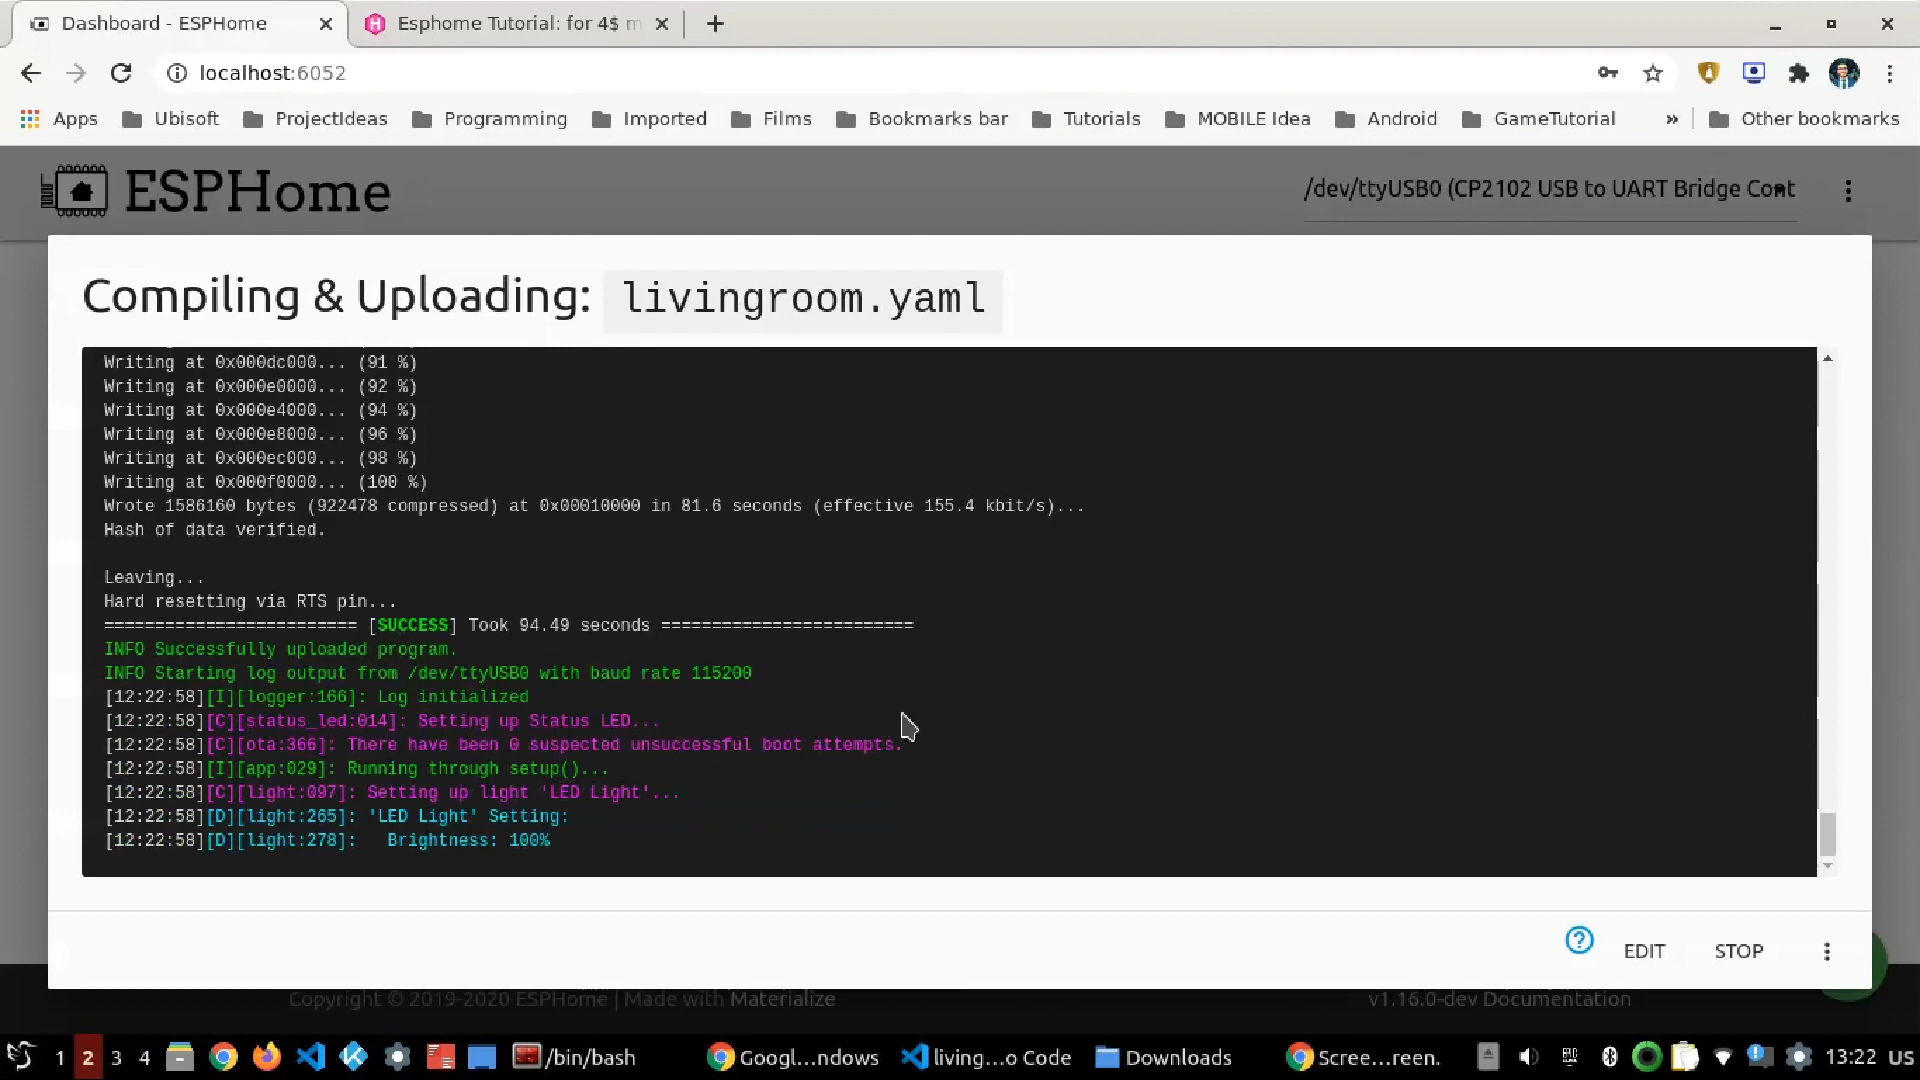 Dashboard - ESPHome
Esphome Tutorial: for 4$ m
localhost:6052
Apps
Ubisoft
ProjectIdeas
Programming
Imported
Films
Bookmarks bar
Tutorials
MOBILE Idea
Android
GameTutorial
»
Other bookmarks
ESPHome
/dev/ttyUSB0 (CP2102 USB to UART Bridge Cont
Compiling & Uploading: livingroom.yaml
Writing at 0x000dc000... (91 %)
Writing at 0x000e0000... (92 %)
Writing at 0x000e4000... (94 %)
Writing at 0x000e8000... (96 %)
Writing at 0x000ec000... (98 %)
Writing at 0x000f0000... (100 %)
Wrote 1586160 bytes (922478 compressed) at 0x00010000 in 81.6 seconds (effective 155.4 kbit/s)...
Hash of data verified.
Leaving...
Hard resetting via RTS pin...
========================= [SUCCESS] Took 94.49 seconds =========================
INFO Successfully uploaded program.
INFO Starting log output from /dev/ttyUSB0 with baud rate 115200
[12:22:58][I][logger:166]: Log initialized
[12:22:58][C][status_led:014]: Setting up Status LED...
[12:22:58][C][ota:366]: There have been 0 suspected unsuccessful boot attempts.
[12:22:58][I][app:029]: Running through setup()...
[12:22:58][C][light:097]: Setting up light 'LED Light'...
[12:22:58][D][light:265]: 'LED Light' Setting:
[12:22:58][D][light:278]:   Brightness: 100%
EDIT
STOP
Copyright © 2019-2020 ESPHome | Made with Materialize
v1.16.0-dev Documentation
1 2 3 4
/bin/bash
Googl...ndows
living...o Code
Downloads
Scree...reen.
13:22 US